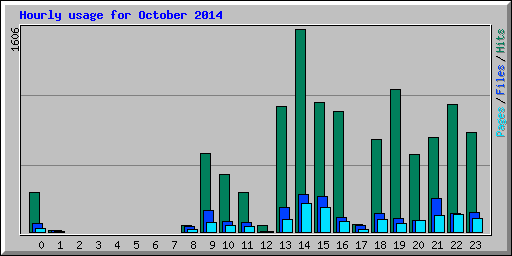 Hourly usage for October 2014
1606
Pages / Files / Hits
0 1 2 3 4 5 6 7 8 9 10 11 12 13 14 15 16 17 18 19 20 21 22 23